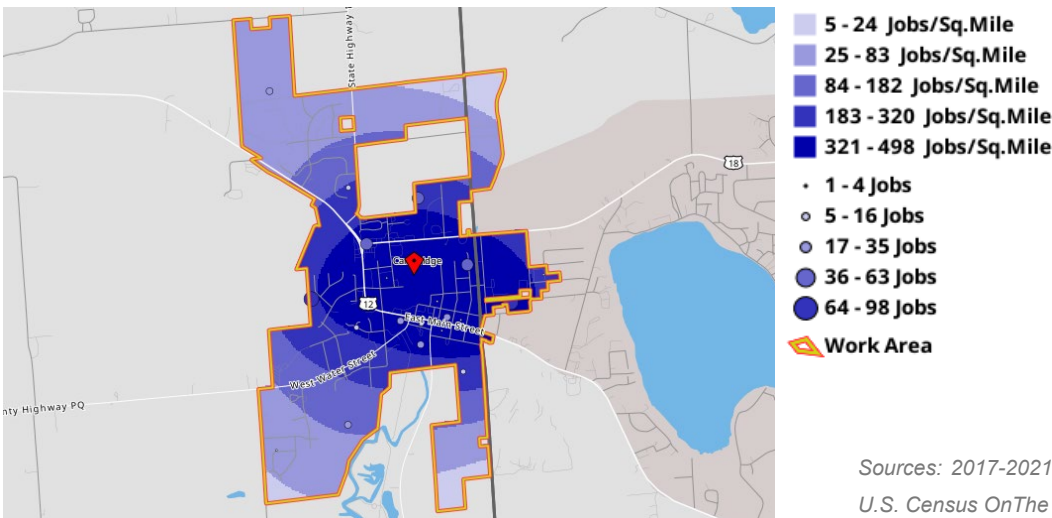 5 - 24 Jobs/Sq.Mile
25 - 83 Jobs/Sq.Mile
84 - 182 Jobs/Sq.Mile
183 - 320 Jobs/Sq.Mile
321 - 498 Jobs/Sq.Mile
1 - 4 Jobs
5 - 16 Jobs
17 - 35 Jobs
36 - 63 Jobs
64 - 98 Jobs
Work Area
State Highway
18
12
East Main Street
West Water Street
nty Highway PQ
Sources: 2017-2021
U.S. Census OnThe